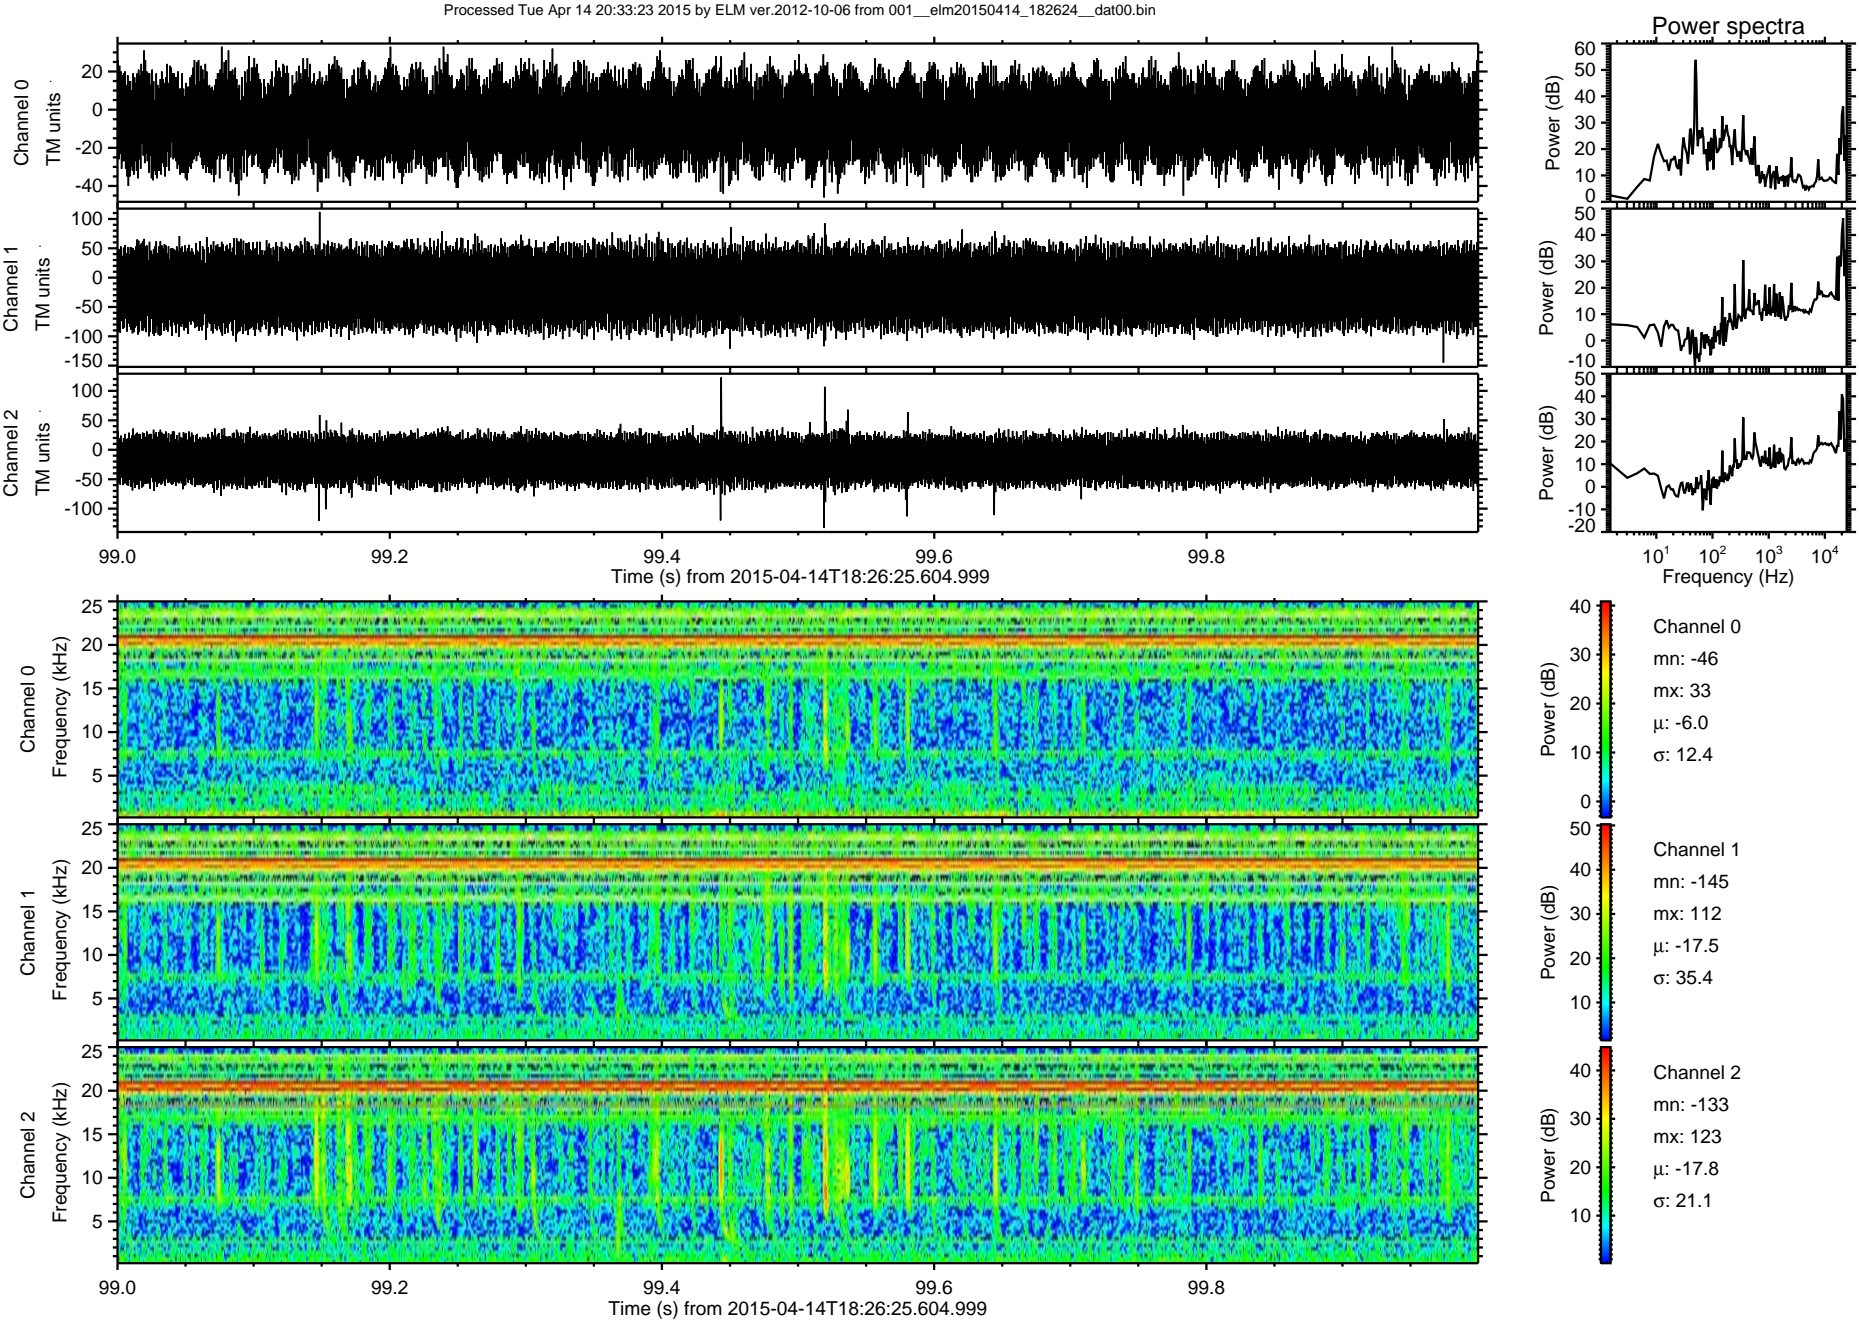 Processed Tue Apr 14 20:33:23 2015 by ELM ver.2012-10-06 from 001__elm20150414_182624__dat00.bin
Power spectra
Channel 0
TM units
20
0
-20
-40
Power (dB)
60
50
40
30
20
10
0
Channel 1
TM units
100
50
0
-50
-100
-150
Power (dB)
50
40
30
20
10
0
-10
Channel 2
TM units
100
50
0
-50
-100
Power (dB)
50
40
30
20
10
0
-10
-20
99.0 99.2 99.4 99.6 99.8
Time (s) from 2015-04-14T18:26:25.604.999
10^1 10^2 10^3 10^4
Frequency (Hz)
Channel 0
Frequency (kHz)
25
20
15
10
5
Power (dB)
40
30
20
10
0
Channel 0
mn: -46
mx: 33
μ: -6.0
σ: 12.4
Channel 1
Frequency (kHz)
25
20
15
10
5
Power (dB)
50
40
30
20
10
Channel 1
mn: -145
mx: 112
μ: -17.5
σ: 35.4
Channel 2
Frequency (kHz)
25
20
15
10
5
Power (dB)
40
30
20
10
Channel 2
mn: -133
mx: 123
μ: -17.8
σ: 21.1
99.0 99.2 99.4 99.6 99.8
Time (s) from 2015-04-14T18:26:25.604.999